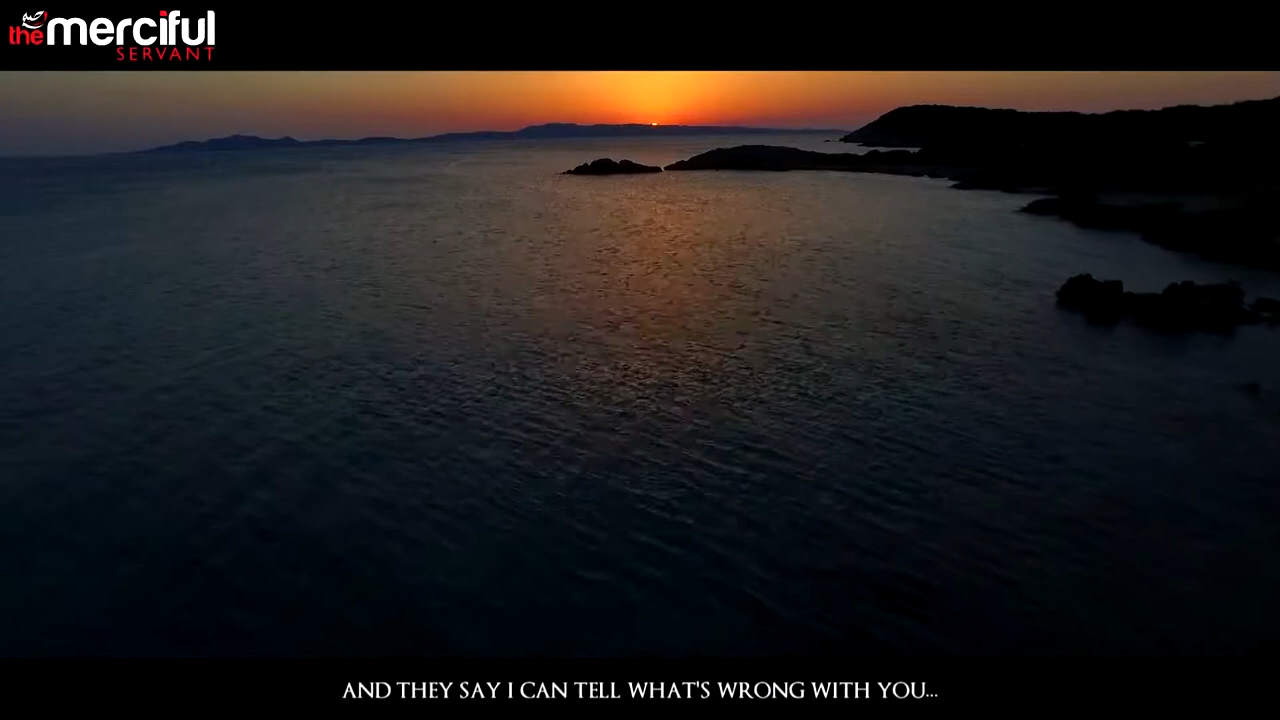 the merciful
SERVANT
AND THEY SAY I CAN TELL WHAT'S WRONG WITH YOU...